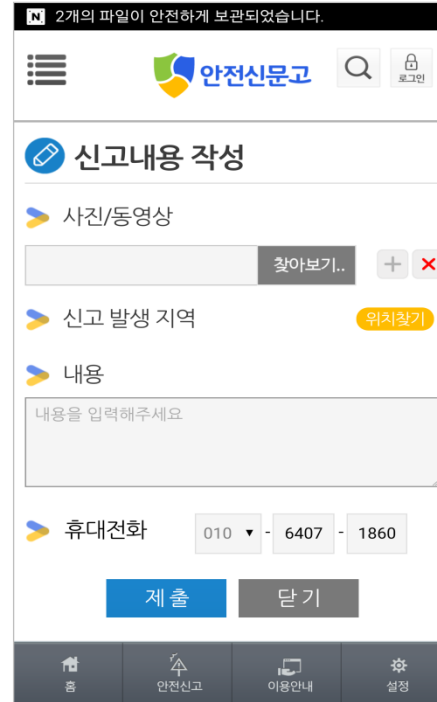 N 2개의 파일이 안전하게 보관되었습니다.
안전신문고
로그인
신고내용 작성
사진/동영상
찾아보기..
신고 발생 지역 위치찾기
내용
내용을 입력해주세요
휴대전화 010 - 6407 - 1860
제출 닫기
홈 안전신고 이용안내 설정